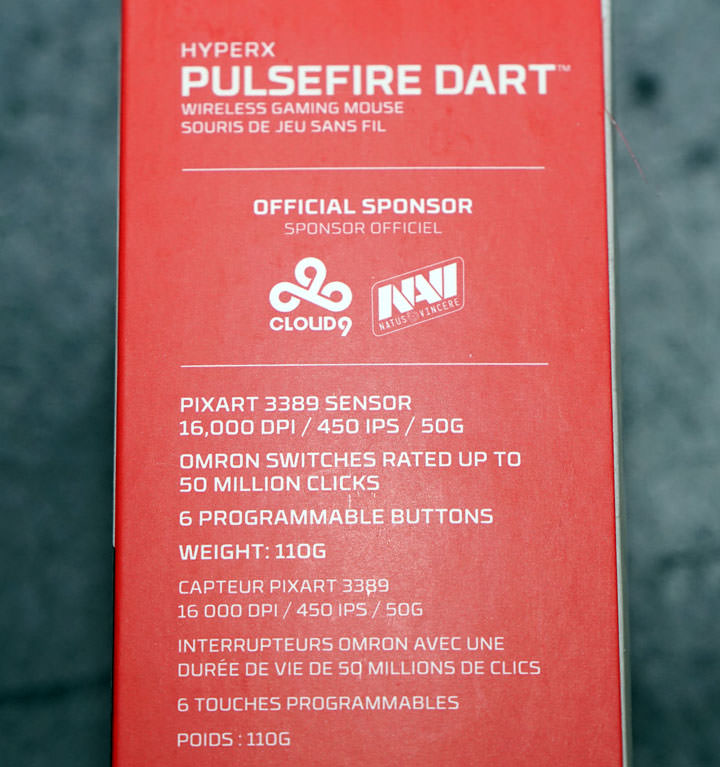 HYPERX
PULSEFIRE DART™
WIRELESS GAMING MOUSE
SOURIS DE JEU SANS FIL
OFFICIAL SPONSOR
SPONSOR OFFICIEL
CLOUD9
NAVI
NATUS VINCERE
PIXART 3389 SENSOR
16,000 DPI / 450 IPS / 50G
OMRON SWITCHES RATED UP TO
50 MILLION CLICKS
6 PROGRAMMABLE BUTTONS
WEIGHT: 110G
CAPTEUR PIXART 3389
16 000 DPI / 450 IPS / 50G
INTERRUPTEURS OMRON AVEC UNE
DURÉE DE VIE DE 50 MILLIONS DE CLICS
6 TOUCHES PROGRAMMABLES
POIDS : 110G